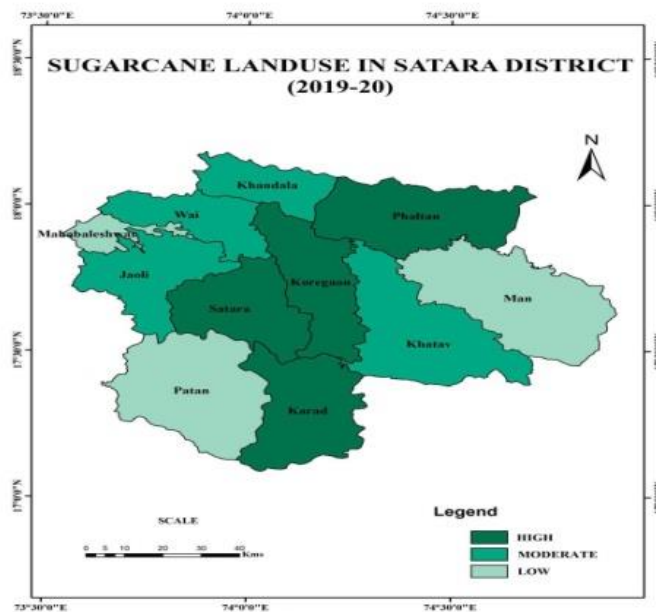 73°30'0"E 74°0'0"E 74°30'0"E
SUGARCANE LANDUSE IN SATARA DISTRICT
(2019-20)
N
18°30'0"N
Khandala
18°0'0"N
Phaltan
Wai
Mahabaleshwar
Jaoli
Koregaon
Man
Satara
17°30'0"N
Khatav
Patan
Karad
17°0'0"N
Legend
SCALE
HIGH
0 5 10 20 30 40
Kms
MODERATE
LOW
73°30'0"E 74°0'0"E 74°30'0"E